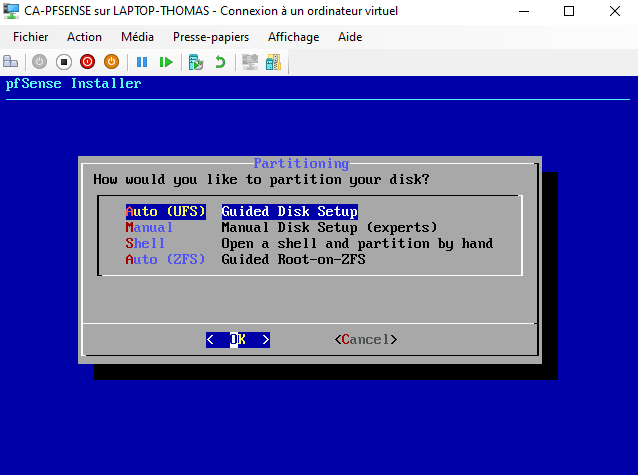 CA-PFSENSE sur LAPTOP-THOMAS - Connexion à un ordinateur virtuel
Fichier Action Média Presse-papiers Affichage Aide
pfSense Installer
Partitioning
How would you like to partition your disk?
Auto (UFS) Guided Disk Setup
Manual Manual Disk Setup (experts)
Shell Open a shell and partition by hand
Auto (ZFS) Guided Root-on-ZFS
< OK > <Cancel>